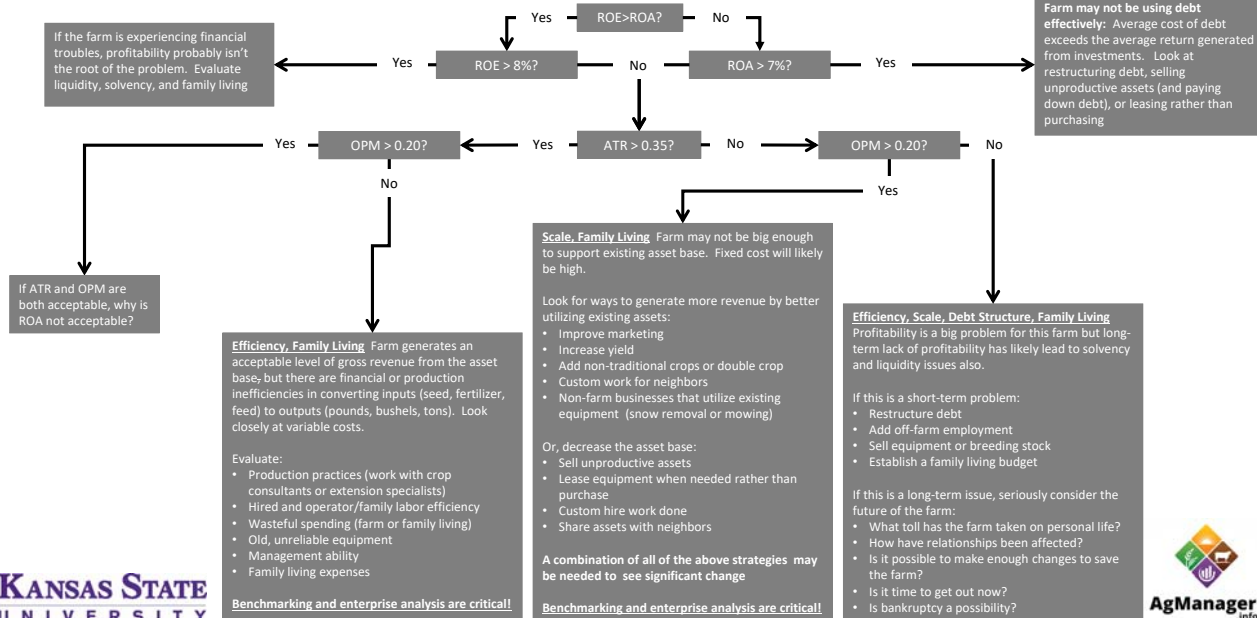 Yes
ROE>ROA?
No
Farm may not be using debt
effectively: Average cost of debt
exceeds the average return generated
from investments. Look at
restructuring debt, selling
unproductive assets (and paying
down debt), or leasing rather than
purchasing
If the farm is experiencing financial
troubles, profitability probably isn't
the root of the problem. Evaluate
liquidity, solvency, and family living
Yes
ROE > 8%?
No
ROA > 7%?
Yes
Yes
OPM > 0.20?
Yes
ATR > 0.35?
No
OPM > 0.20?
No
No
Yes
If ATR and OPM are
both acceptable, why is
ROA not acceptable?
Efficiency, Family Living Farm generates an
acceptable level of gross revenue from the asset
base, but there are financial or production
inefficiencies in converting inputs (seed, fertilizer,
feed) to outputs (pounds, bushels, tons). Look
closely at variable costs.
Evaluate:
• Production practices (work with crop
consultants or extension specialists)
• Hired and operator/family labor efficiency
• Wasteful spending (farm or family living)
• Old, unreliable equipment
• Management ability
• Family living expenses
Benchmarking and enterprise analysis are critical!
Scale, Family Living Farm may not be big enough
to support existing asset base. Fixed cost will likely
be high.
Look for ways to generate more revenue by better
utilizing existing assets:
• Improve marketing
• Increase yield
• Add non-traditional crops or double crop
• Custom work for neighbors
• Non-farm businesses that utilize existing
equipment (snow removal or mowing)
Or, decrease the asset base:
• Sell unproductive assets
• Lease equipment when needed rather than
purchase
• Custom hire work done
• Share assets with neighbors
A combination of all of the above strategies may
be needed to see significant change
Benchmarking and enterprise analysis are critical!
Efficiency, Scale, Debt Structure, Family Living
Profitability is a big problem for this farm but long-
term lack of profitability has likely lead to solvency
and liquidity issues also.
If this is a short-term problem:
• Restructure debt
• Add off-farm employment
• Sell equipment or breeding stock
• Establish a family living budget
If this is a long-term issue, seriously consider the
future of the farm:
• What toll has the farm taken on personal life?
• How have relationships been affected?
• Is it possible to make enough changes to save
the farm?
• Is it time to get out now?
• Is bankruptcy a possibility?
KANSAS STATE
UNIVERSITY
AgManager
info